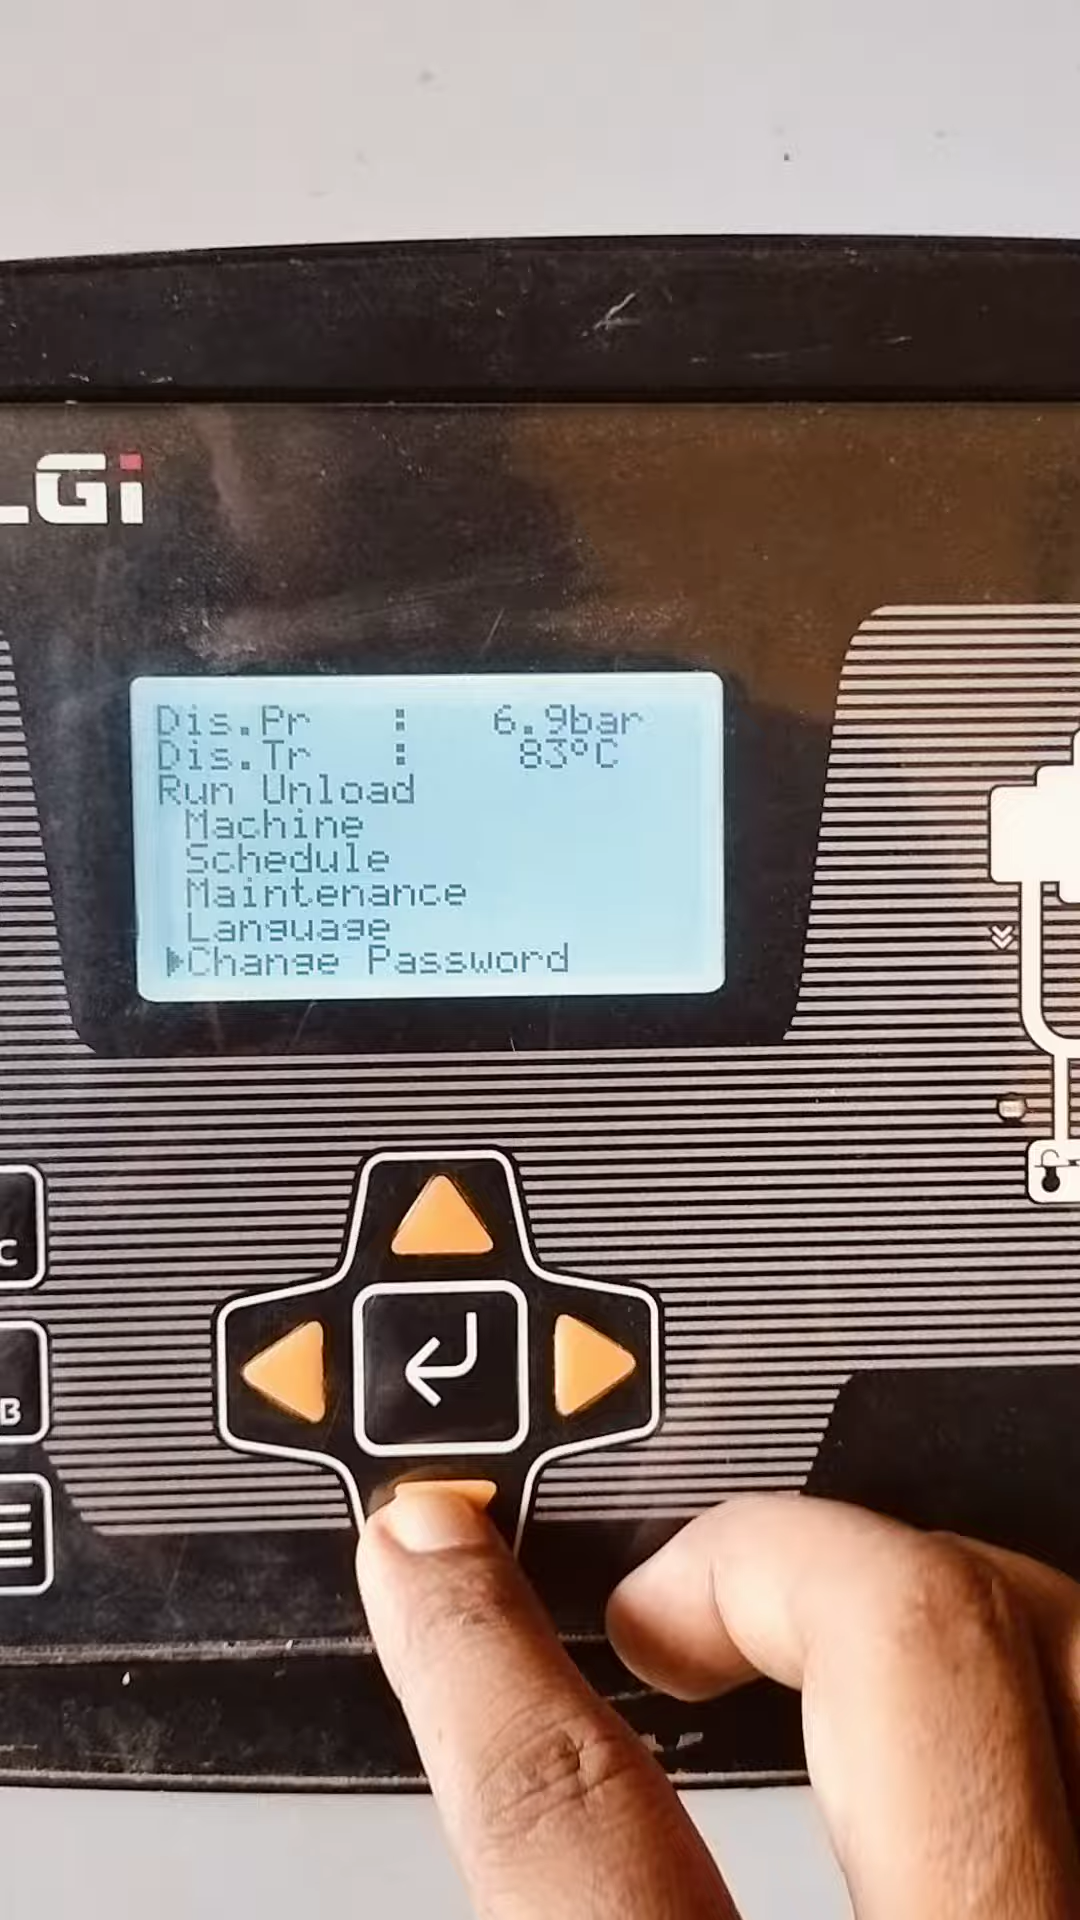 LGi
Dis.Pr : 6.9bar
Dis.Tr : 83°C
Run Unload
Machine
Schedule
Maintenance
Language
▶Change Password
C
B